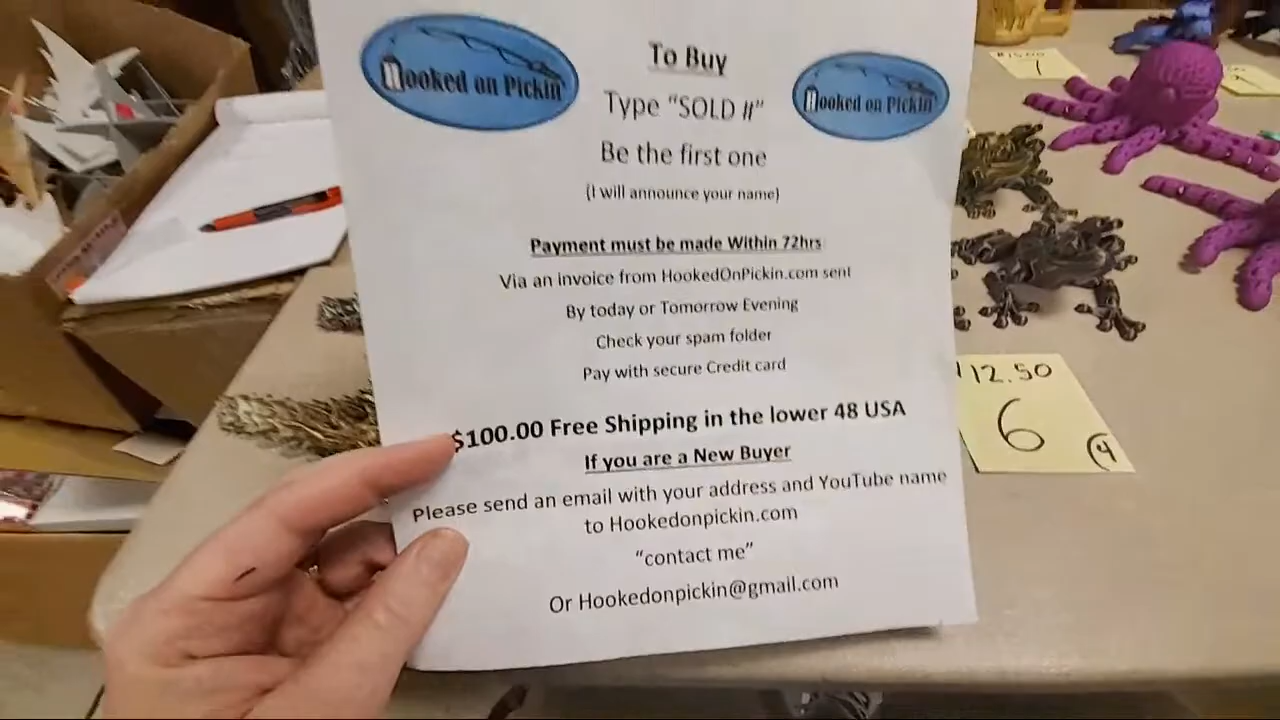 Hooked on Pickin'
To Buy
Hooked on Pickin'
Type "SOLD #"
Be the first one
(I will announce your name)
Payment must be made Within 72hrs
Via an invoice from HookedOnPickin.com sent
By today or Tomorrow Evening
Check your spam folder
Pay with secure Credit card
$100.00 Free Shipping in the lower 48 USA
If you are a New Buyer
Please send an email with your address and YouTube name
to Hookedonpickin.com
"contact me"
Or Hookedonpickin@gmail.com
$12.50
6
(4)
1